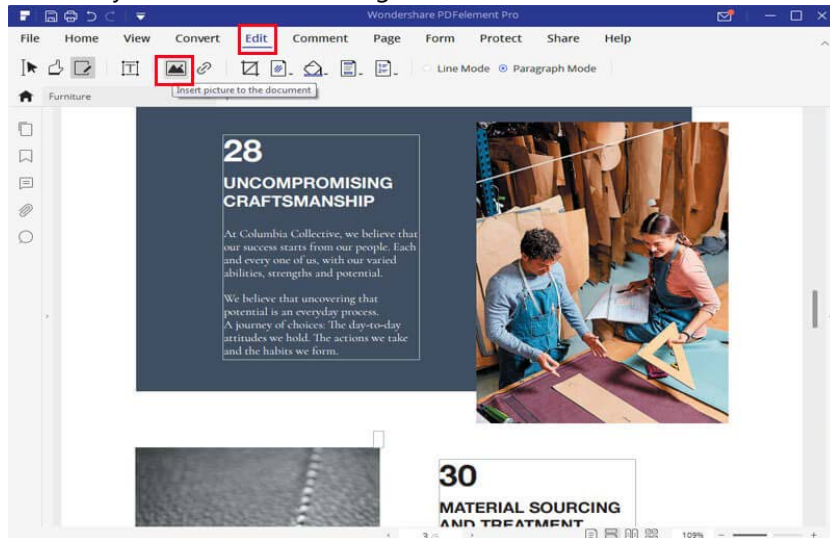 Wondershare PDFelement Pro
File Home View Convert Edit Comment Page Form Protect Share Help
Line Mode Paragraph Mode
Furniture
Insert picture to the document
28
UNCOMPROMISING
CRAFTSMANSHIP
At Columbia Collective, we believe that
our success starts from our people. Each
and every one of us, with our varied
abilities, strengths and potential.
We believe that uncovering that
potential is an everyday process.
A journey of choices: The day-to-day
attitudes we hold. The actions we take
and the habits we form.
30
MATERIAL SOURCING
AND TREATMENT
109%